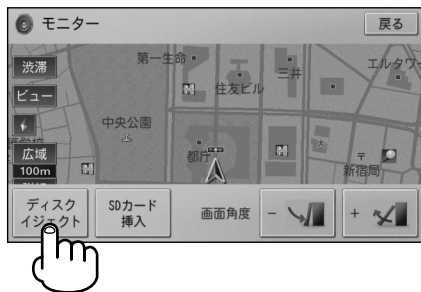 モニター
戻る
渋滞
第一生命
三井
エルタワー
ビュー
住友ビル
中央公園
広域
都庁
100m
新宿局
ディスク
イジェクト
SDカード
挿入
画面角度
-
+